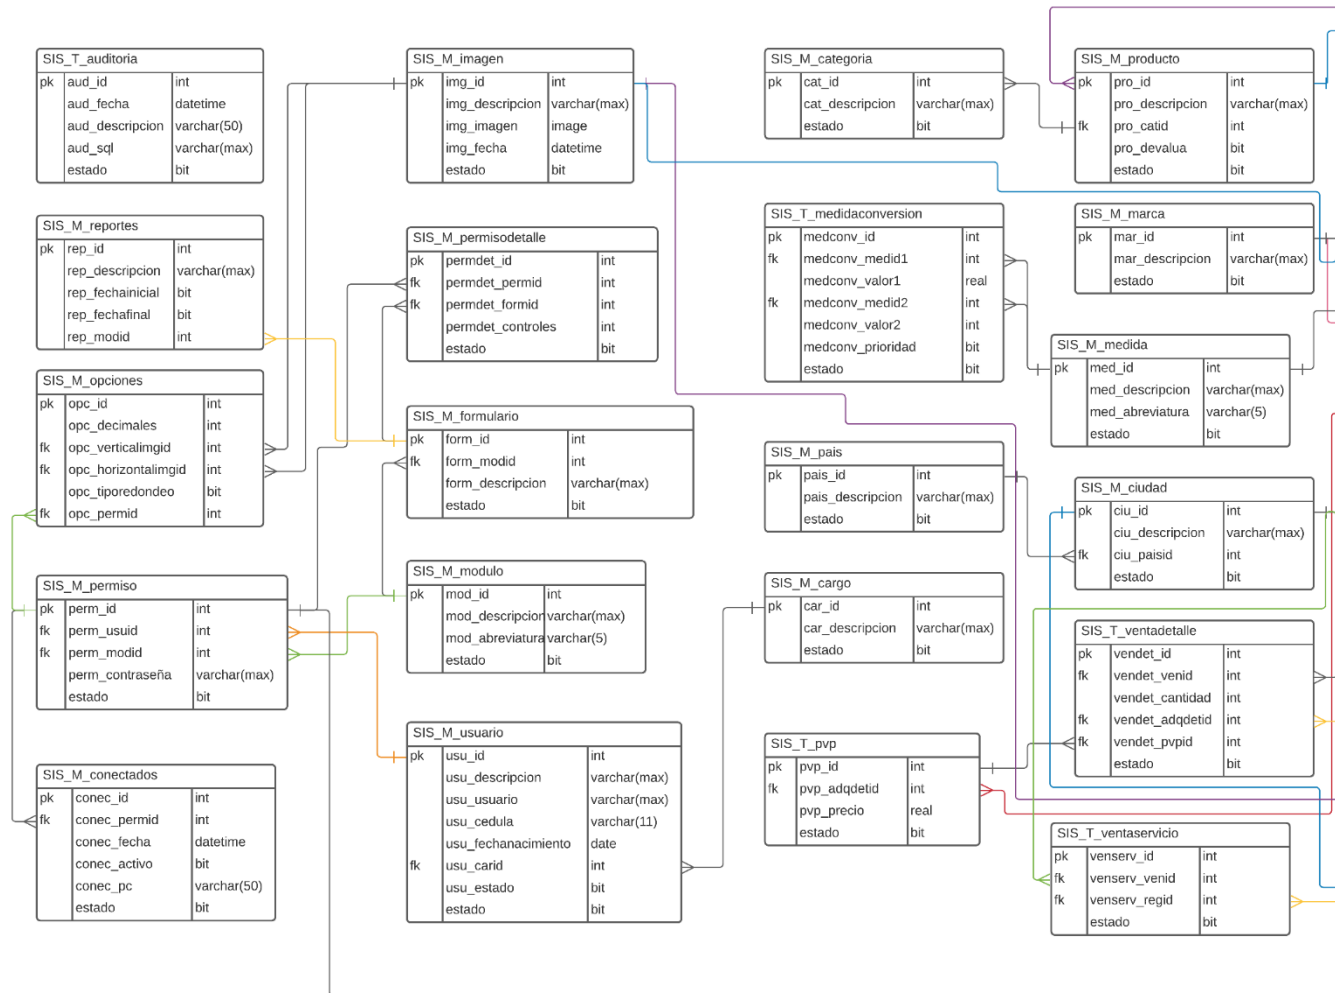 SIS_T_auditoria
pk aud_id int
aud_fecha datetime
aud_descripcion varchar(50)
aud_sql varchar(max)
estado bit
SIS_M_reportes
pk rep_id int
rep_descripcion varchar(max)
rep_fechainicial bit
rep_fechafinal bit
rep_modid int
SIS_M_opciones
pk opc_id int
opc_decimales int
fk opc_verticalimgid int
fk opc_horizontalimgid int
opc_tiporedondeo bit
fk opc_permid int
SIS_M_permiso
pk perm_id int
fk perm_usuid int
fk perm_modid int
perm_contraseña varchar(max)
estado bit
SIS_M_conectados
pk conec_id int
fk conec_permid int
conec_fecha datetime
conec_activo bit
conec_pc varchar(50)
estado bit
SIS_M_imagen
pk img_id int
img_descripcion varchar(max)
img_imagen image
img_fecha datetime
estado bit
SIS_M_permisodetalle
pk permdet_id int
fk permdet_permid int
fk permdet_formid int
permdet_controles int
estado bit
SIS_M_formulario
pk form_id int
fk form_modid int
form_descripcion varchar(max)
estado bit
SIS_M_modulo
pk mod_id int
mod_descripcion varchar(max)
mod_abreviatura varchar(5)
estado bit
SIS_M_usuario
pk usu_id int
usu_descripcion varchar(max)
usu_usuario varchar(max)
usu_cedula varchar(11)
usu_fechanacimiento date
fk usu_carid int
usu_estado bit
estado bit
SIS_M_categoria
pk cat_id int
cat_descripcion varchar(max)
estado bit
SIS_T_medidaconversion
pk medconv_id int
fk medconv_medid1 int
medconv_valor1 real
fk medconv_medid2 int
medconv_valor2 int
medconv_prioridad bit
estado bit
SIS_M_pais
pk pais_id int
pais_descripcion varchar(max)
estado bit
SIS_M_cargo
pk car_id int
car_descripcion varchar(max)
estado bit
SIS_T_pvp
pk pvp_id int
fk pvp_adqdetid int
pvp_precio real
estado bit
SIS_M_producto
pk pro_id int
pro_descripcion varchar(max)
fk pro_catid int
pro_devalua bit
estado bit
SIS_M_marca
pk mar_id int
mar_descripcion varchar(max)
estado bit
SIS_M_medida
pk med_id int
med_descripcion varchar(max)
med_abreviatura varchar(5)
estado bit
SIS_M_ciudad
pk ciu_id int
ciu_descripcion varchar(max)
fk ciu_paisid int
estado bit
SIS_T_ventadetalle
pk vendet_id int
fk vendet_venid int
vendet_cantidad int
fk vendet_adqdetid int
fk vendet_pvpid int
estado bit
SIS_T_ventaservicio
pk venserv_id int
fk venserv_venid int
fk venserv_regid int
estado bit